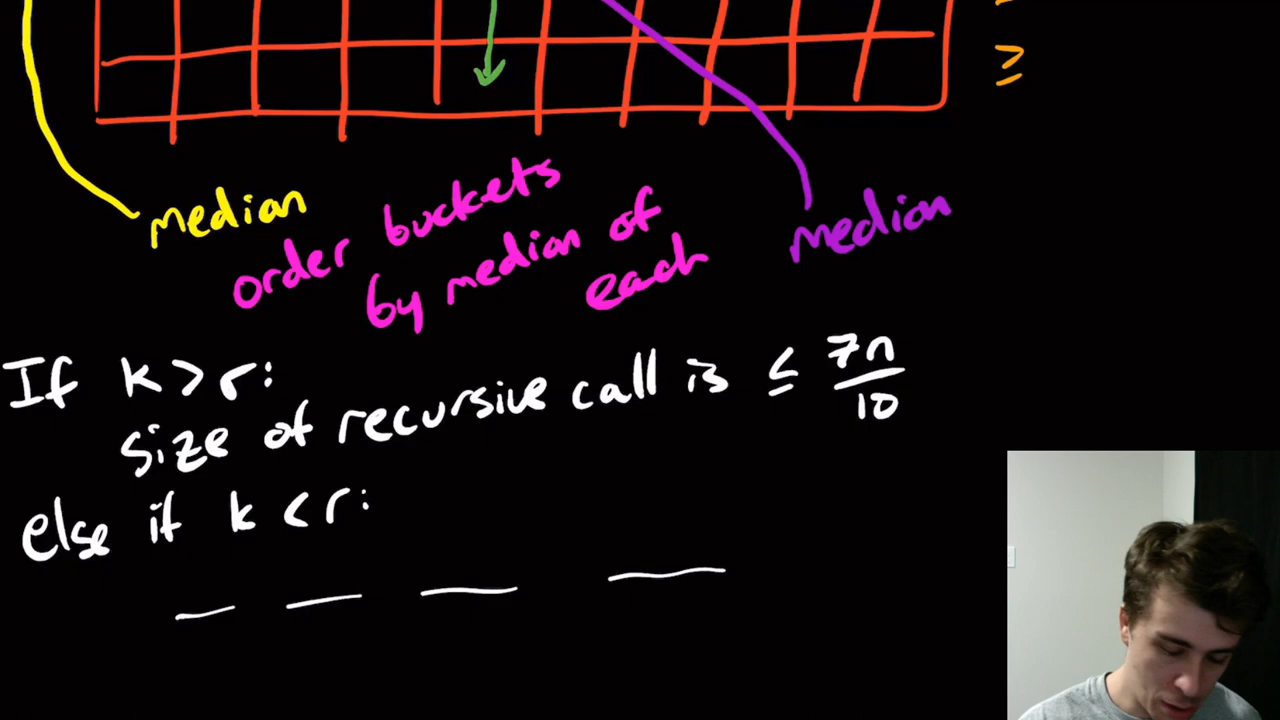 ≥
median
order buckets
by median of
each
median
If k > r:
size of recursive call is ≤ 7n/10
else if k < r: